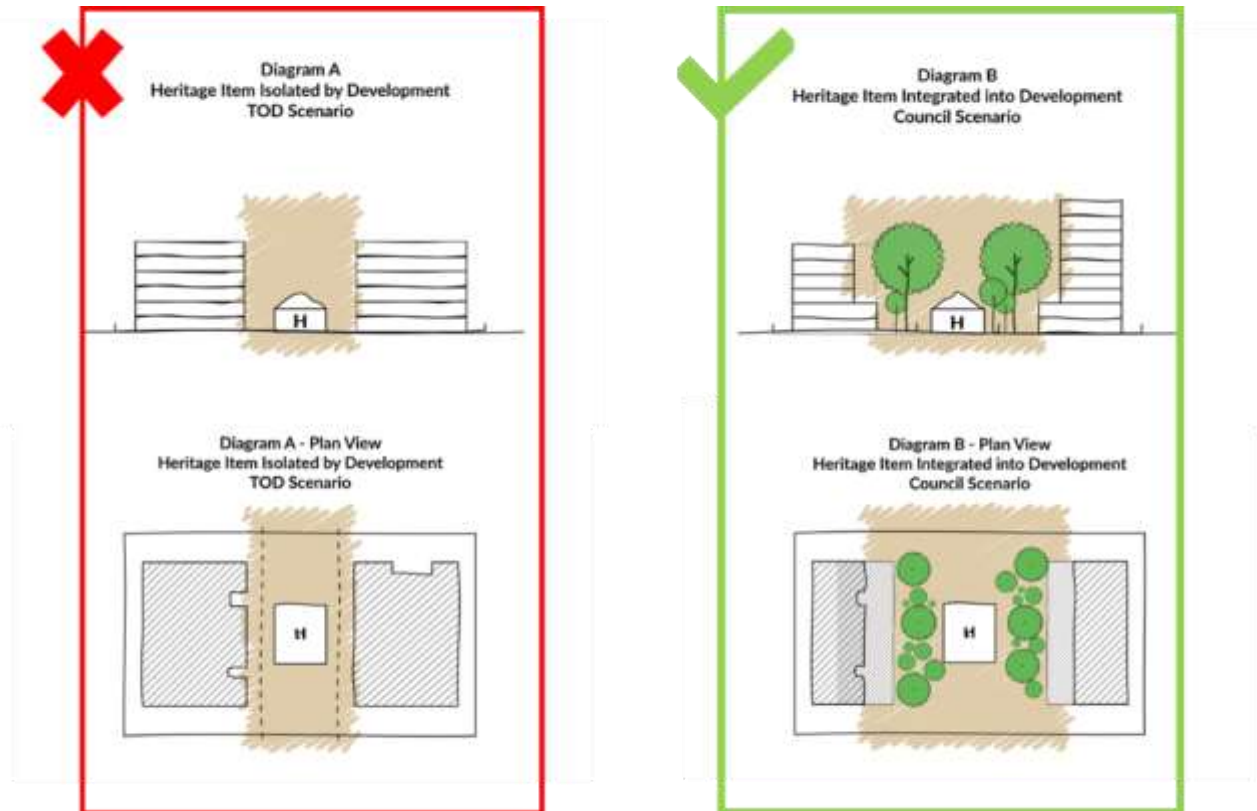 Diagram A
Heritage Item Isolated by Development
TOD Scenario
H
Diagram A - Plan View
Heritage Item Isolated by Development
TOD Scenario
H
Diagram B
Heritage Item Integrated into Development
Council Scenario
H
Diagram B - Plan View
Heritage Item Integrated into Development
Council Scenario
H